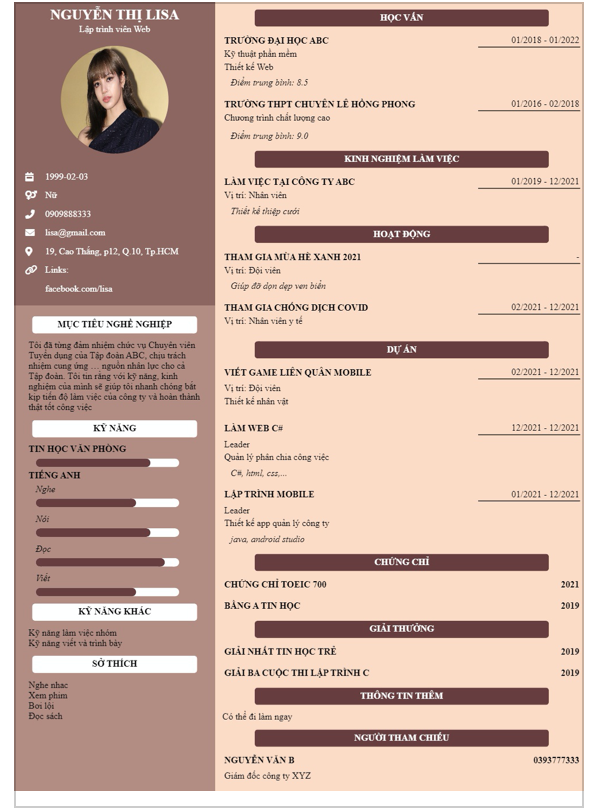 NGUYỄN THỊ LISA
Lập trình viên Web
1999-02-03
Nữ
0909888333
lisa@gmail.com
19, Cao Thắng, p12, Q.10, Tp.HCM
Links:
facebook.com/lisa
MỤC TIÊU NGHỀ NGHIỆP
Tôi đã từng đảm nhiệm chức vụ Chuyên viên
Tuyển dụng của Tập đoàn ABC, chịu trách
nhiệm cung ứng … nguồn nhân lực cho cả
Tập đoàn. Tôi tin rằng với kỹ năng, kinh
nghiệm của mình sẽ giúp tôi nhanh chóng bắt
kịp tiến độ làm việc của công ty và hoàn thành
thật tốt công việc
KỸ NĂNG
TIN HỌC VĂN PHÒNG
TIẾNG ANH
Nghe
Nói
Đọc
Viết
KỸ NĂNG KHÁC
Kỹ năng làm việc nhóm
Kỹ năng viết và trình bày
SỞ THÍCH
Nghe nhac
Xem phim
Bơi lội
Đọc sách
HỌC VẤN
TRƯỜNG ĐẠI HỌC ABC 01/2018 - 01/2022
Kỹ thuật phần mềm
Thiết kế Web
Điểm trung bình: 8.5
TRƯỜNG THPT CHUYÊN LÊ HỒNG PHONG 01/2016 - 02/2018
Chương trình chất lượng cao
Điểm trung bình: 9.0
KINH NGHIỆM LÀM VIỆC
LÀM VIỆC TẠI CÔNG TY ABC 01/2019 - 12/2021
Vị trí: Nhân viên
Thiết kế thiệp cưới
HOẠT ĐỘNG
THAM GIA MÙA HÈ XANH 2021 -
Vị trí: Đội viên
Giúp đỡ dọn dẹp ven biển
THAM GIA CHỐNG DỊCH COVID 02/2021 - 12/2021
Vị trí: Nhân viên y tế
DỰ ÁN
VIẾT GAME LIÊN QUÂN MOBILE 02/2021 - 12/2021
Vị trí: Đội viên
Thiết kế nhân vật
LÀM WEB C# 12/2021 - 12/2021
Leader
Quản lý phân chia công việc
C#, html, css,...
LẬP TRÌNH MOBILE 01/2021 - 12/2021
Leader
Thiết kế app quản lý công ty
java, android studio
CHỨNG CHỈ
CHỨNG CHỈ TOEIC 700 2021
BẰNG A TIN HỌC 2019
GIẢI THƯỞNG
GIẢI NHẤT TIN HỌC TRẺ 2019
GIẢI BA CUỘC THI LẬP TRÌNH C 2019
THÔNG TIN THÊM
Có thể đi làm ngay
NGƯỜI THAM CHIẾU
NGUYỄN VĂN B 0393777333
Giám đốc công ty XYZ